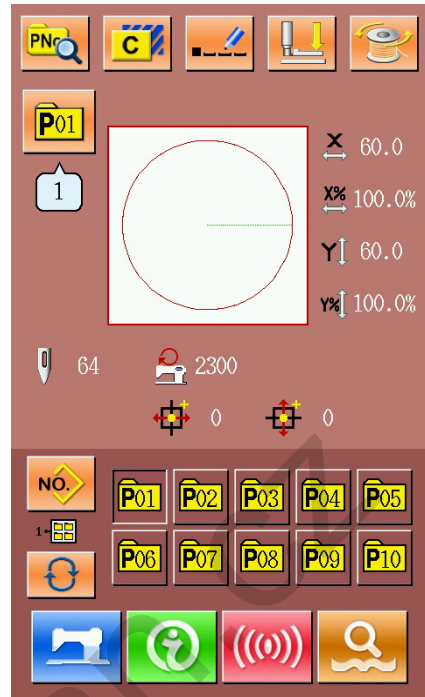 PNo
C
P01
1
X 60.0
X% 100.0%
Y 60.0
Y% 100.0%
64
2300
0
0
NO.
P01 P02 P03 P04 P05
1-
P06 P07 P08 P09 P10
i